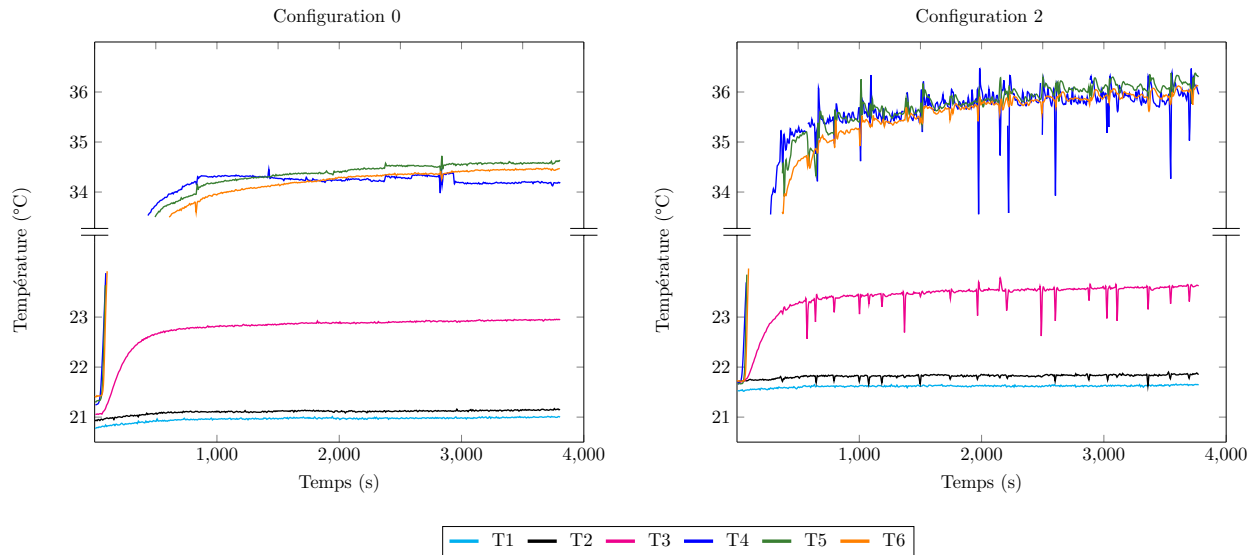 Configuration 0
Configuration 2
36
35
34
23
22
21
Température (°C)
1,000
2,000
3,000
4,000
Temps (s)
36
35
34
23
22
21
Température (°C)
1,000
2,000
3,000
4,000
Temps (s)
T1 T2 T3 T4 T5 T6